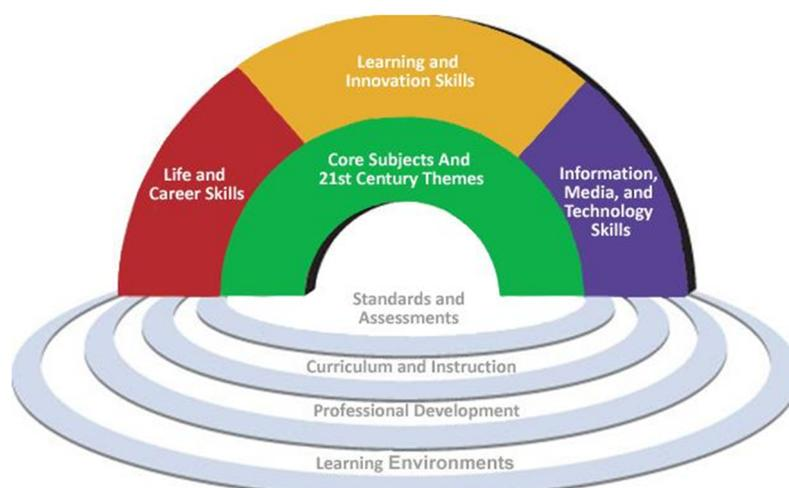 Learning and
Innovation Skills
Life and
Career Skills
Core Subjects And
21st Century Themes
Information,
Media, and
Technology
Skills
Standards and
Assessments
Curriculum and Instruction
Professional Development
Learning Environments